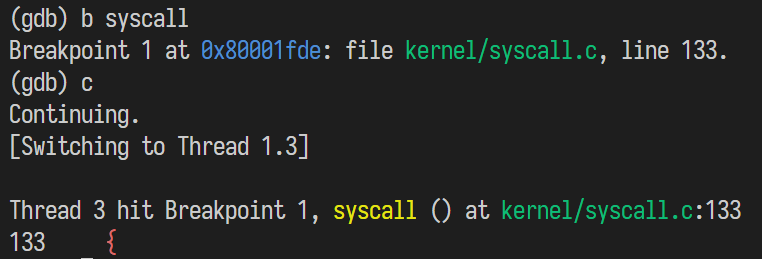 (gdb) b syscall
Breakpoint 1 at 0x80001fde: file kernel/syscall.c, line 133.
(gdb) c
Continuing.
[Switching to Thread 1.3]

Thread 3 hit Breakpoint 1, syscall () at kernel/syscall.c:133
133     {